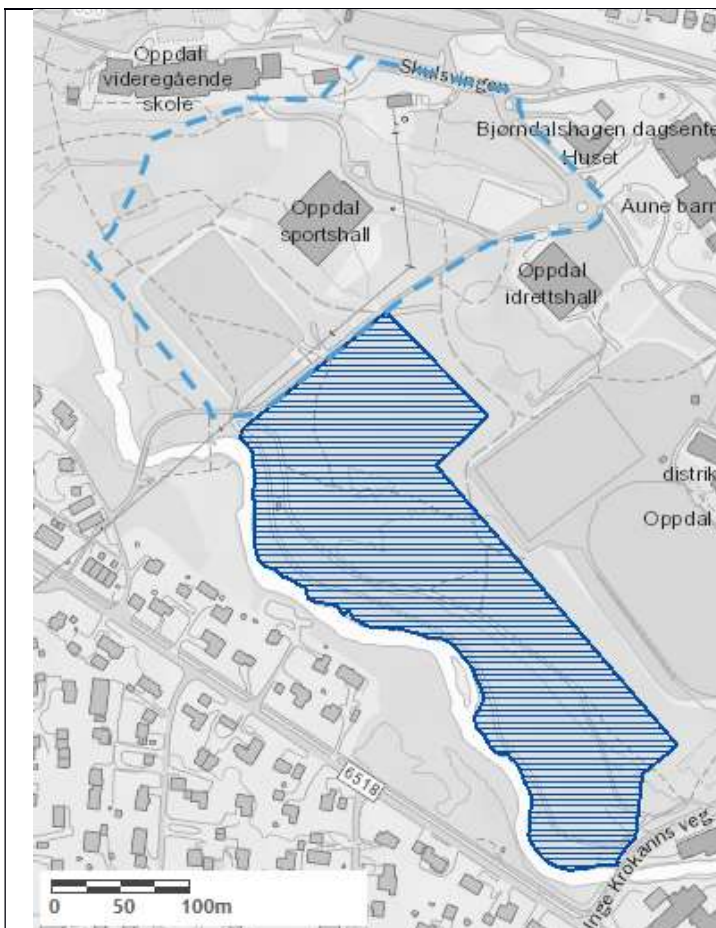 Oppdal
videregående
skole
Skulsvingen
Bjørndalshagen dagsente
Huset
Aune barn
Oppdal
sportshall
Oppdal
idrettshall
distrik
Oppdal
6518
Inge Krokanns veg
0 50 100m